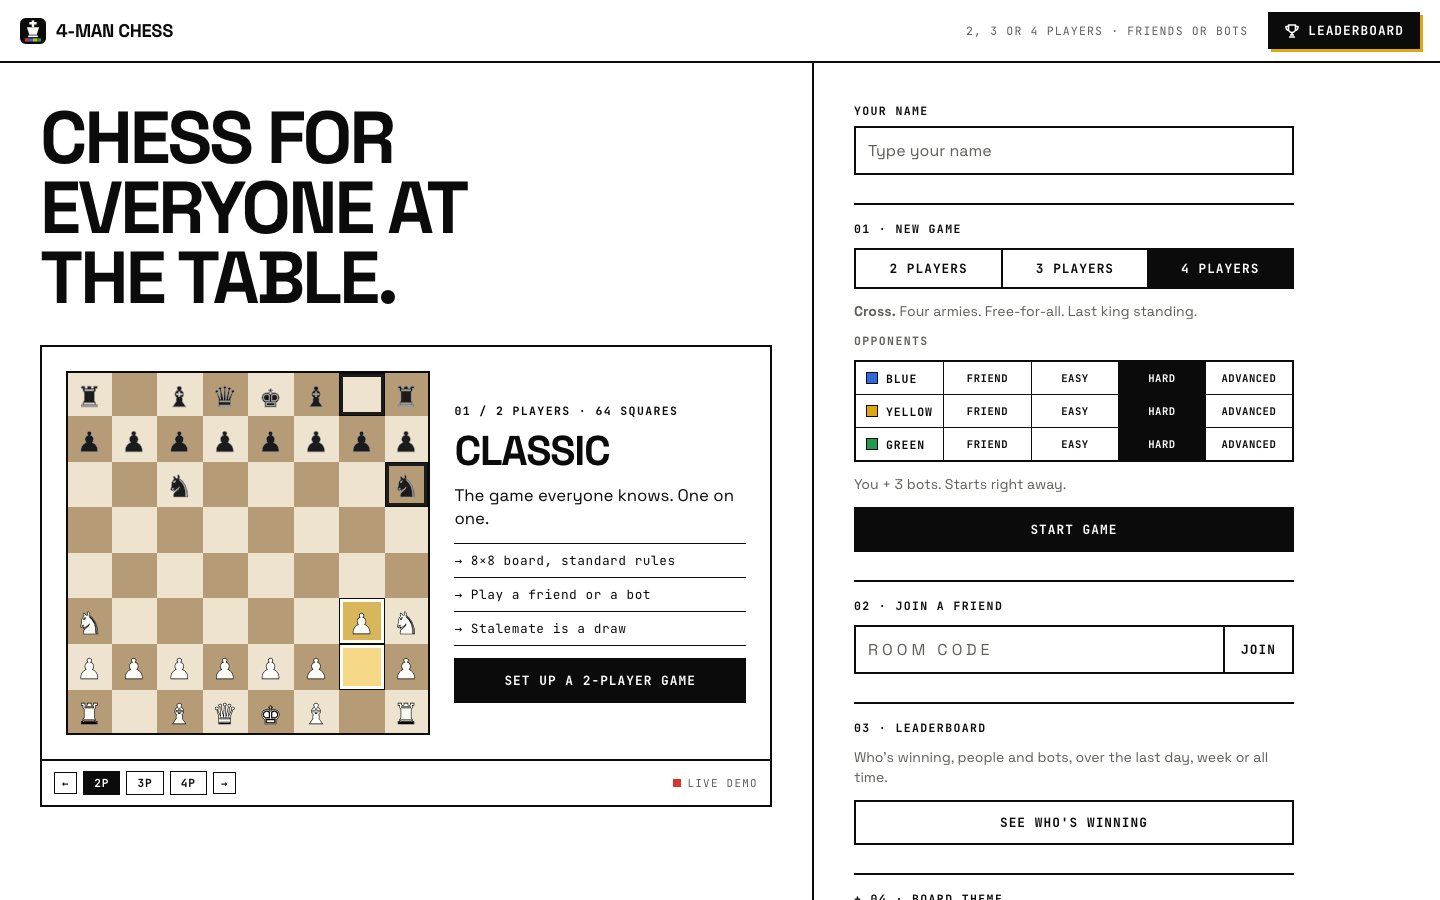 4-MAN CHESS
2, 3 OR 4 PLAYERS · FRIENDS OR BOTS
LEADERBOARD
CHESS FOR
EVERYONE AT
THE TABLE.
01 / 2 PLAYERS · 64 SQUARES
CLASSIC
The game everyone knows. One on
one.
→ 8×8 board, standard rules
→ Play a friend or a bot
→ Stalemate is a draw
SET UP A 2-PLAYER GAME
← 2P 3P 4P →
LIVE DEMO
YOUR NAME
Type your name
01 · NEW GAME
2 PLAYERS 3 PLAYERS 4 PLAYERS
Cross. Four armies. Free-for-all. Last king standing.
OPPONENTS
BLUE FRIEND EASY HARD ADVANCED
YELLOW FRIEND EASY HARD ADVANCED
GREEN FRIEND EASY HARD ADVANCED
You + 3 bots. Starts right away.
START GAME
02 · JOIN A FRIEND
ROOM CODE JOIN
03 · LEADERBOARD
Who's winning, people and bots, over the last day, week or all
time.
SEE WHO'S WINNING
04 · BOARD THEME